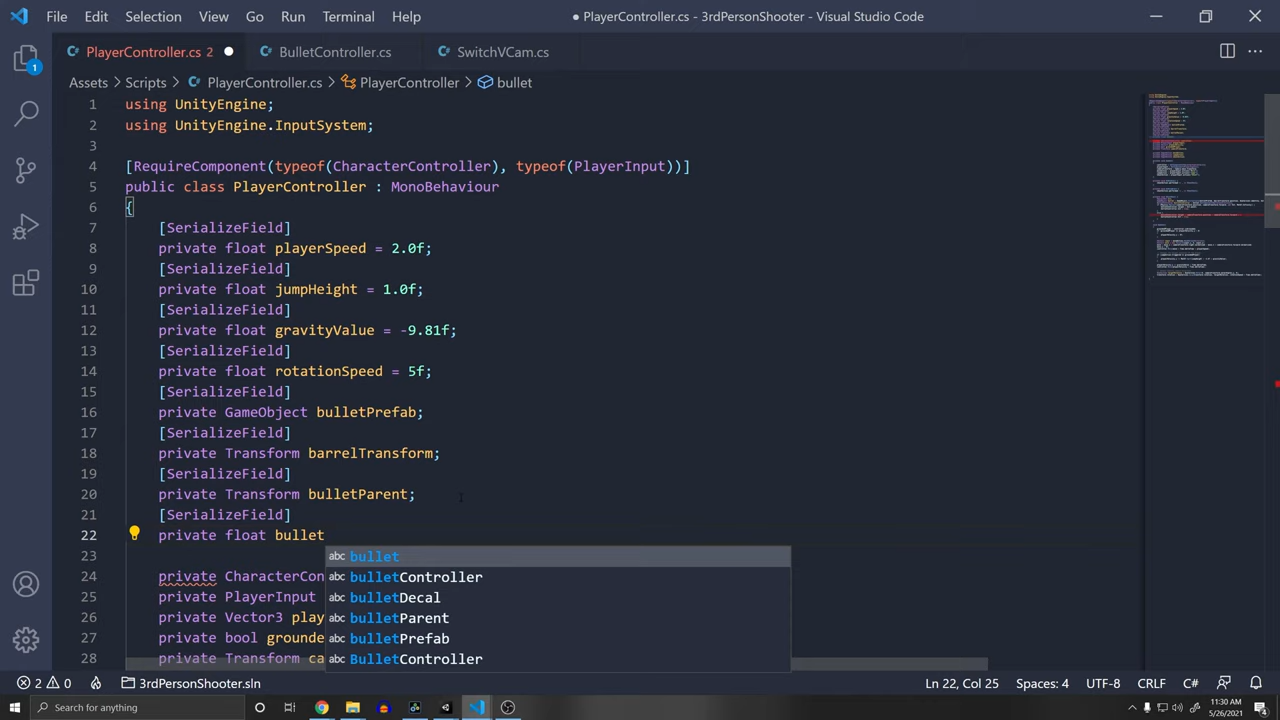 File Edit Selection View Go Run Terminal Help
● PlayerController.cs - 3rdPersonShooter - Visual Studio Code
PlayerController.cs 2
BulletController.cs
SwitchVCam.cs
1
Assets > Scripts > PlayerController.cs > PlayerController > bullet
1 using UnityEngine;
2 using UnityEngine.InputSystem;
3
4 [RequireComponent(typeof(CharacterController), typeof(PlayerInput))]
5 public class PlayerController : MonoBehaviour
6 {
7 [SerializeField]
8 private float playerSpeed = 2.0f;
9 [SerializeField]
10 private float jumpHeight = 1.0f;
11 [SerializeField]
12 private float gravityValue = -9.81f;
13 [SerializeField]
14 private float rotationSpeed = 5f;
15 [SerializeField]
16 private GameObject bulletPrefab;
17 [SerializeField]
18 private Transform barrelTransform;
19 [SerializeField]
20 private Transform bulletParent;
21 [SerializeField]
22 private float bullet
23
24 private CharacterCon
25 private PlayerInput
26 private Vector3 play
27 private bool grounde
28 private Transform ca
abc bullet
abc bulletController
abc bulletDecal
abc bulletParent
abc bulletPrefab
abc BulletController
2 0 3rdPersonShooter.sln
Ln 22, Col 25 Spaces: 4 UTF-8 CRLF C#
Search for anything
11:30 AM
5/26/2021
4